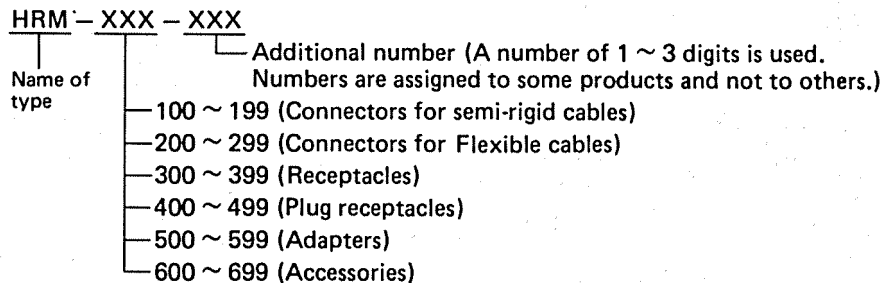 HRM – XXX – XXX
Additional number (A number of 1 ~ 3 digits is used.
Numbers are assigned to some products and not to others.)
Name of
type
100 ~ 199 (Connectors for semi-rigid cables)
200 ~ 299 (Connectors for Flexible cables)
300 ~ 399 (Receptacles)
400 ~ 499 (Plug receptacles)
500 ~ 599 (Adapters)
600 ~ 699 (Accessories)